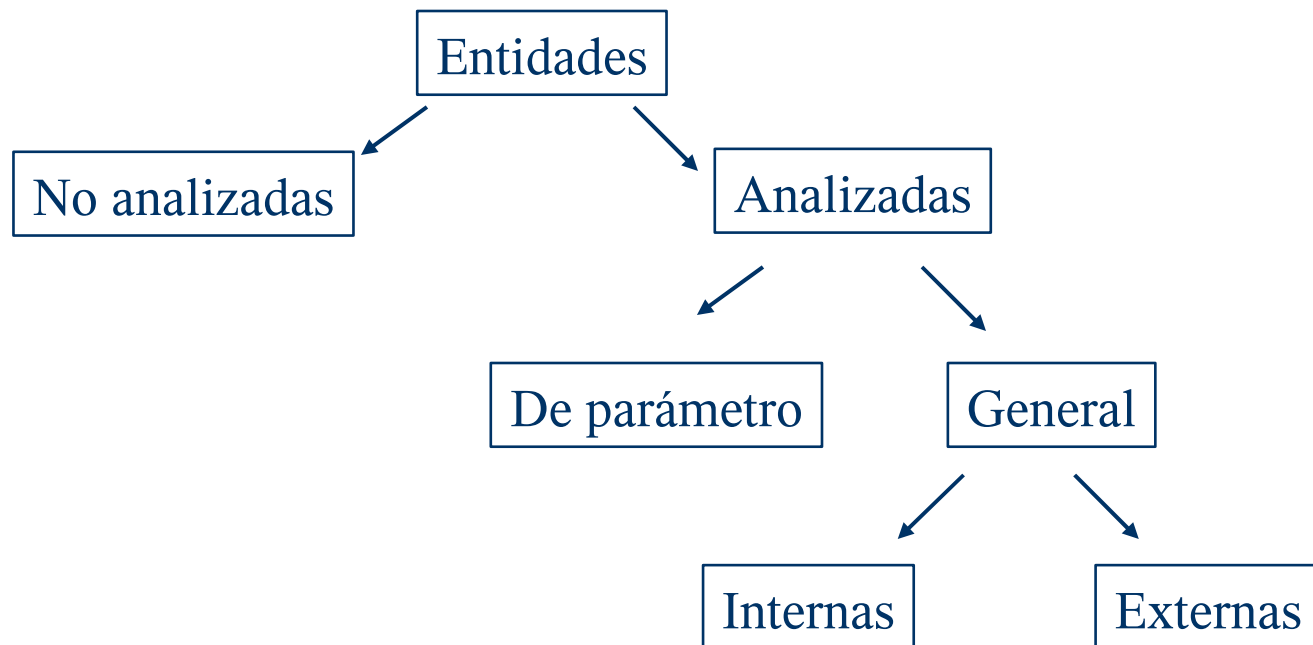 Entidades
No analizadas
Analizadas
De parámetro
General
Internas
Externas